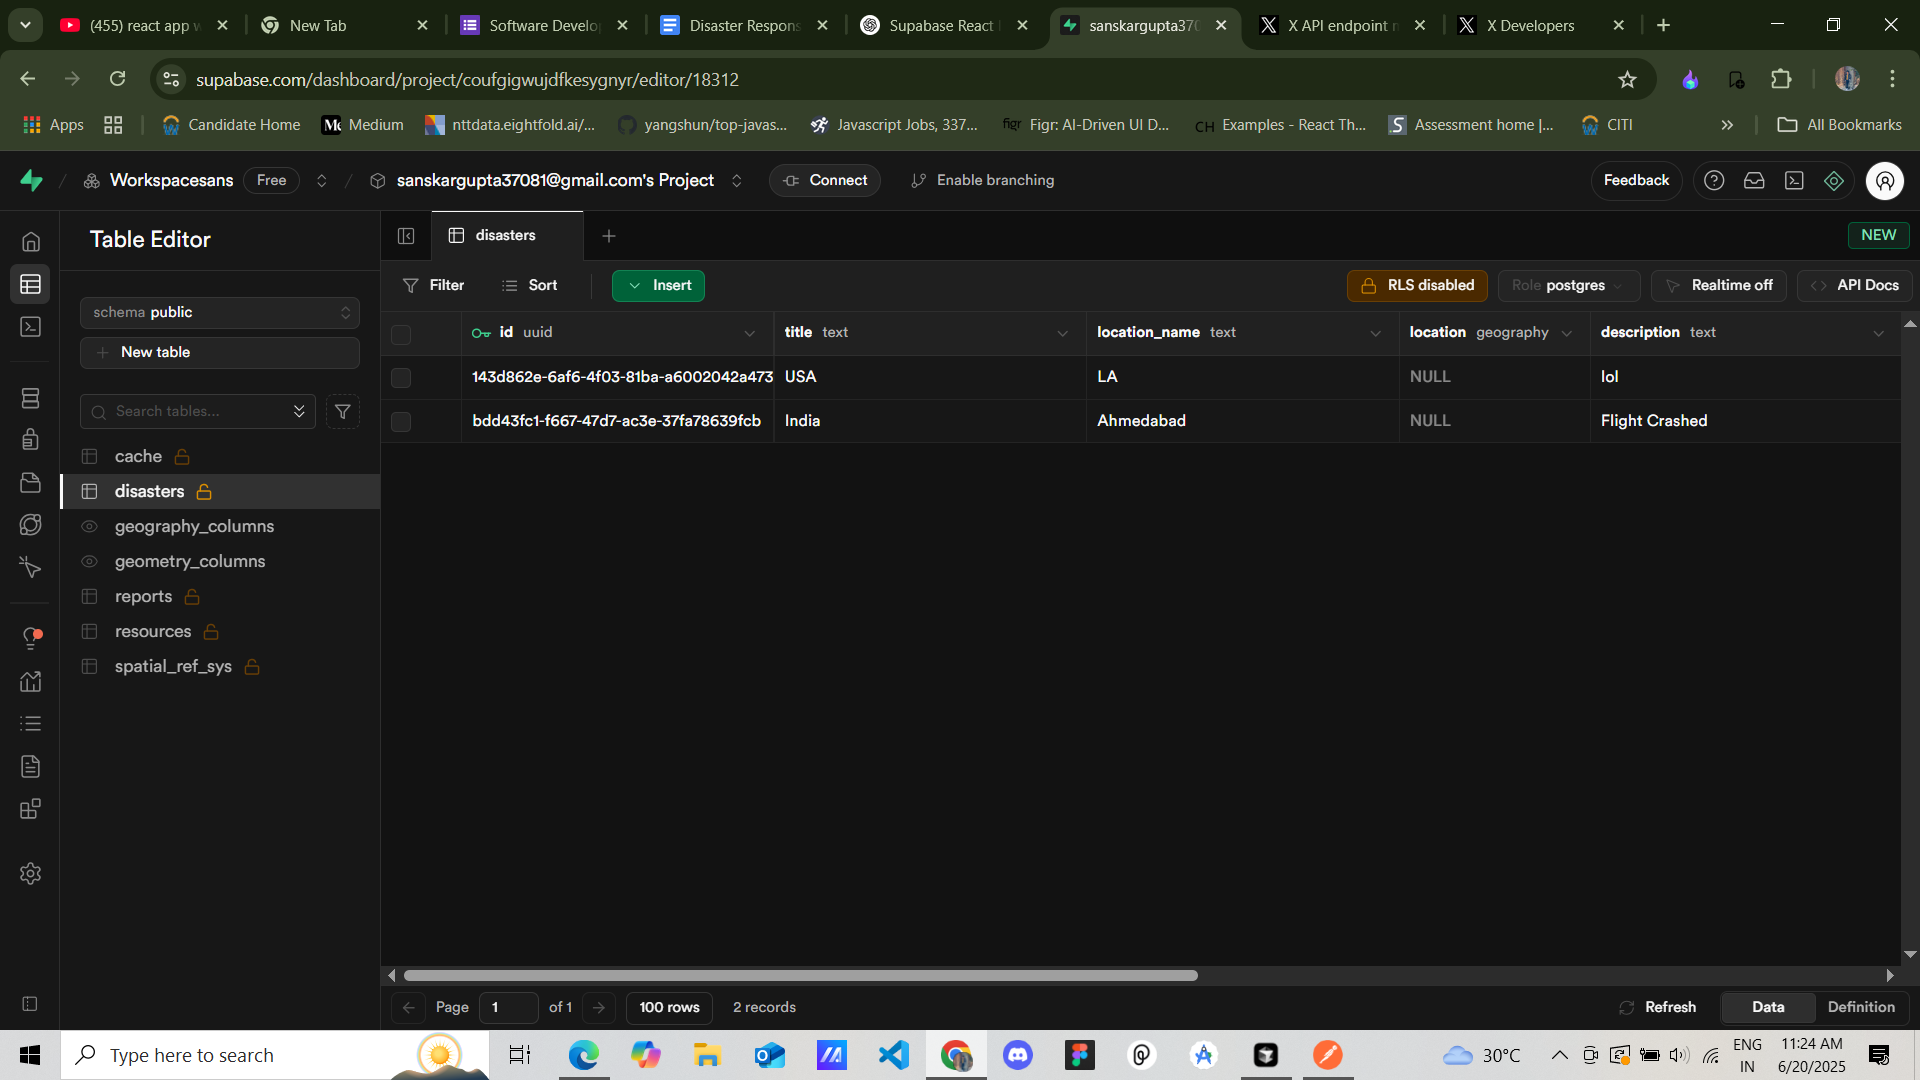 (455) react app w
New Tab
Software Develo
Disaster Respons
Supabase React
sanskargupta370
X API endpoint n
X Developers
supabase.com/dashboard/project/coufgigwujdfkesygnyr/editor/18312
Apps
Candidate Home
Medium
nttdata.eightfold.ai/...
yangshun/top-javas...
Javascript Jobs, 337...
figr Figr: AI-Driven UI D...
CH Examples - React Th...
Assessment home |...
CITI
All Bookmarks
Workspacesans
Free
sanskargupta37081@gmail.com's Project
Connect
Enable branching
Feedback
Table Editor
disasters
NEW
Filter
Sort
Insert
RLS disabled
Role postgres
Realtime off
API Docs
schema public
New table
Search tables...
cache
disasters
geography_columns
geometry_columns
reports
resources
spatial_ref_sys
id uuid
title text
location_name text
location geography
description text
143d862e-6af6-4f03-81ba-a6002042a473 USA LA NULL lol
bdd43fc1-f667-47d7-ac3e-37fa78639fcb India Ahmedabad NULL Flight Crashed
Page 1 of 1
100 rows
2 records
Refresh
Data
Definition
Type here to search
30°C
ENG
IN
11:24 AM
6/20/2025